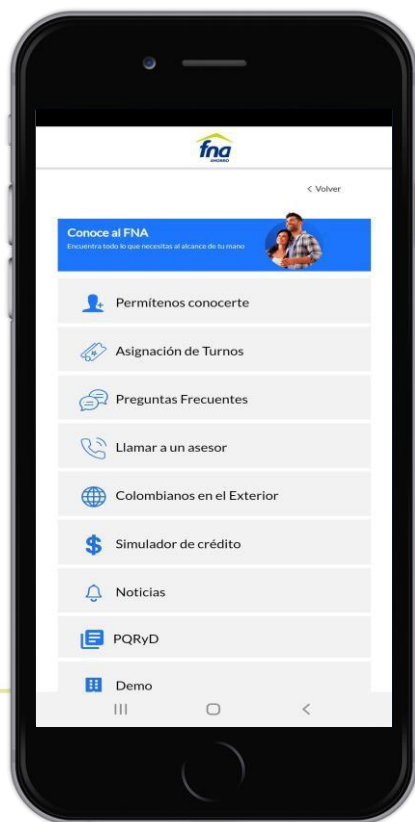 fna
AHORRO
< Volver
Conoce al FNA
Encuentra todo lo que necesitas al alcance de tu mano
Permítenos conocerte
Asignación de Turnos
Preguntas Frecuentes
Llamar a un asesor
Colombianos en el Exterior
Simulador de crédito
Noticias
PQRyD
Demo